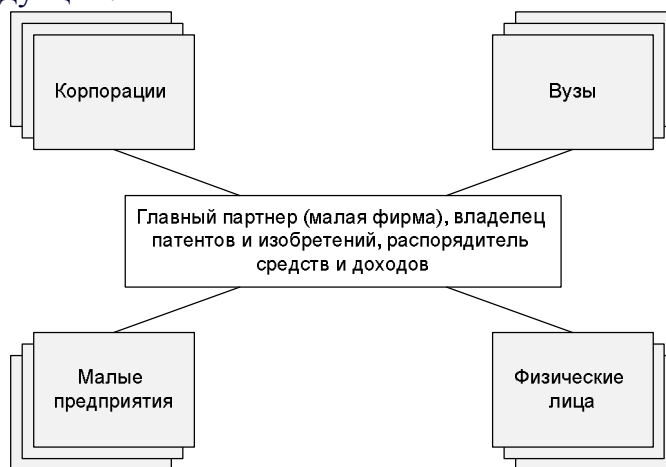 Корпорации
Вузы
Главный партнер (малая фирма), владелец
патентов и изобретений, распорядитель
средств и доходов
Малые
предприятия
Физические
лица